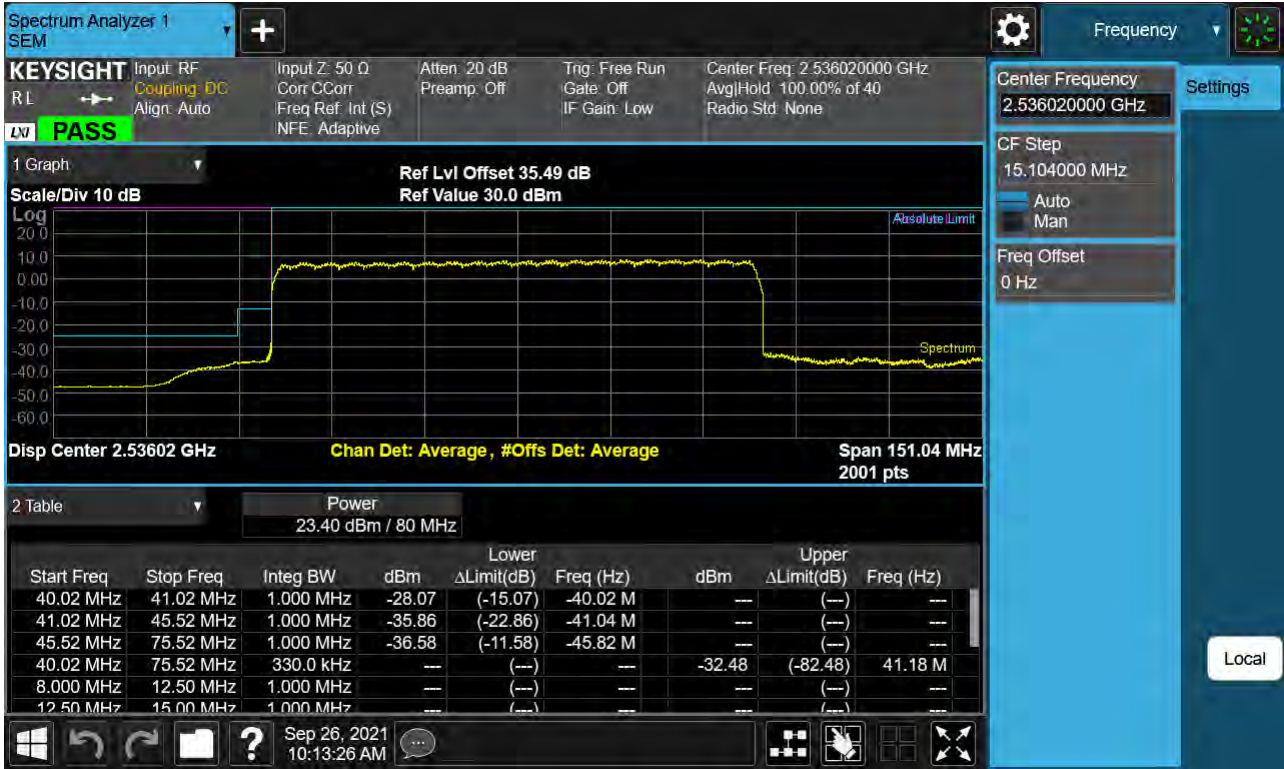 Spectrum Analyzer 1
SEM
Frequency
KEYSIGHT
RL
LXI PASS
Input: RF
Coupling: DC
Align: Auto
Input Z: 50 Ω
Corr CCorr
Freq Ref: Int (S)
NFE: Adaptive
Atten: 20 dB
Preamp: Off
Trig: Free Run
Gate: Off
IF Gain: Low
Center Freq: 2.536020000 GHz
Avg|Hold: 100.00% of 40
Radio Std: None
Center Frequency
2.536020000 GHz
Settings
CF Step
15.104000 MHz
Auto
Man
Freq Offset
0 Hz
1 Graph
Scale/Div 10 dB
Ref Lvl Offset 35.49 dB
Ref Value 30.0 dBm
Log
Absolute Limit
20.0
10.0
0.00
-10.0
-20.0
-30.0
Spectrum
-40.0
-50.0
-60.0
Disp Center 2.53602 GHz
Chan Det: Average, #Offs Det: Average
Span 151.04 MHz
2001 pts
2 Table
Power
23.40 dBm / 80 MHz
Lower Upper
Start Freq Stop Freq Integ BW dBm ΔLimit(dB) Freq (Hz) dBm ΔLimit(dB) Freq (Hz)
40.02 MHz 41.02 MHz 1.000 MHz -28.07 (-15.07) -40.02 M --- (---) ---
41.02 MHz 45.52 MHz 1.000 MHz -35.86 (-22.86) -41.04 M --- (---) ---
45.52 MHz 75.52 MHz 1.000 MHz -36.58 (-11.58) -45.82 M --- (---) ---
40.02 MHz 75.52 MHz 330.0 kHz --- (---) --- -32.48 (-82.48) 41.18 M
8.000 MHz 12.50 MHz 1.000 MHz --- (---) --- --- (---) ---
12.50 MHz 15.00 MHz 1.000 MHz --- (---) --- --- (---) ---
Local
Sep 26, 2021
10:13:26 AM